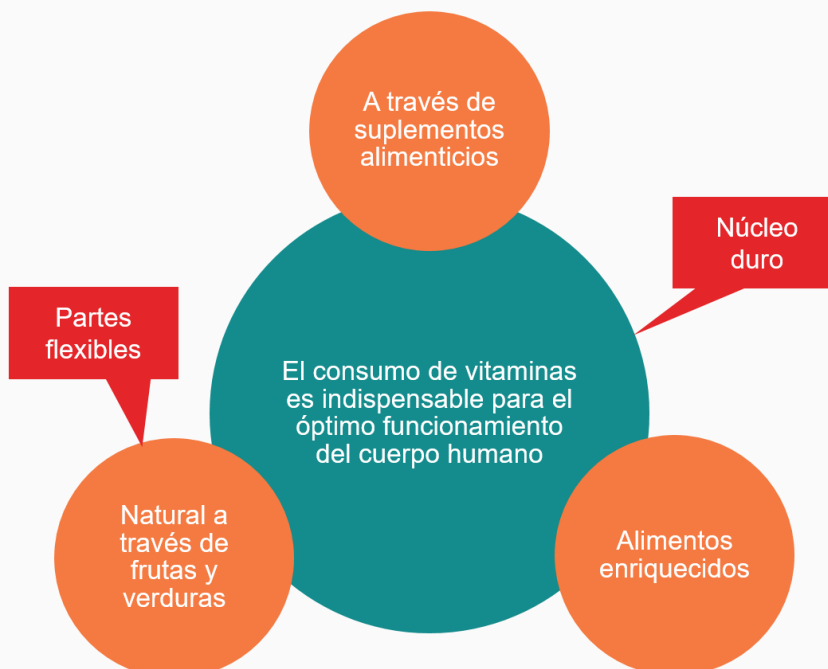 A través de
suplementos
alimenticios
Núcleo
duro
Partes
flexibles
El consumo de vitaminas
es indispensable para el
óptimo funcionamiento
del cuerpo humano
Natural a
través de
frutas y
verduras
Alimentos
enriquecidos